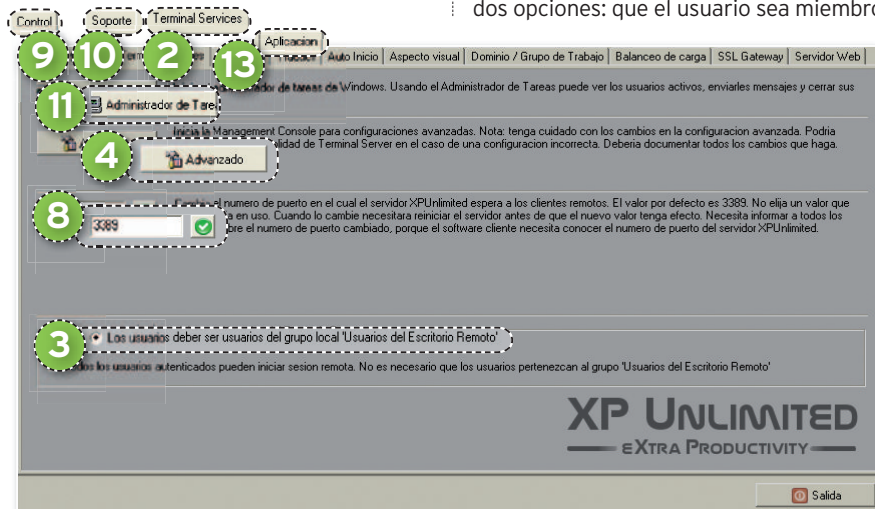 dos opciones: que el usuario sea miembro
Control Soporte Terminal Services
Aplicacion
9 10 2 13
Auto Inicio Aspecto visual Dominio / Grupo de Trabajo Balanceo de carga SSL Gateway Servidor Web
de tareas de Windows. Usando el Administrador de Tareas puede ver los usuarios activos, enviarles mensajes y cerrar sus
11 Administrador de Tare
Inicia la Management Console para configuraciones avanzadas. Nota: tenga cuidado con los cambios en la configuracion avanzada. Podria
de Terminal Server en el caso de una configuracion incorrecta. Deberia documentar todos los cambios que haga.
4 Advanzado
Cambie el numero de puerto en el cual el servidor XPUnlimited espera a los clientes remotos. El valor por defecto es 3389. No elija un valor que
en uso. Cuando lo cambie necesitara reiniciar el servidor antes de que el nuevo valor tenga efecto. Necesita informar a todos los
8 3389
el numero de puerto cambiado, porque el software cliente necesita conocer el numero de puerto del servidor XPUnlimited.
3 Los usuarios deber ser usuarios del grupo local 'Usuarios del Escritorio Remoto'
los usuarios autenticados pueden iniciar sesion remota. No es necesario que los usuarios pertenezcan al grupo 'Usuarios del Escritorio Remoto'
XP UNLIMITED
EXTRA PRODUCTIVITY
Salida